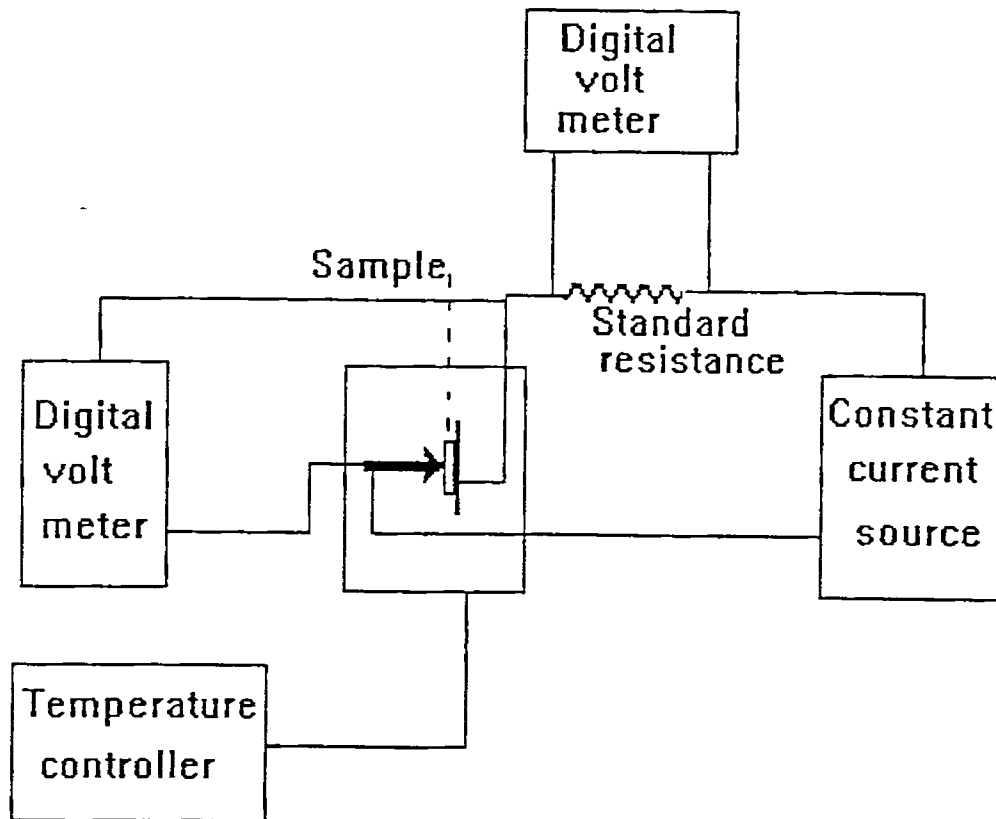 Digital
volt
meter
Sample
Standard
resistance
Digital
volt
meter
Constant
current
source
Temperature
controller